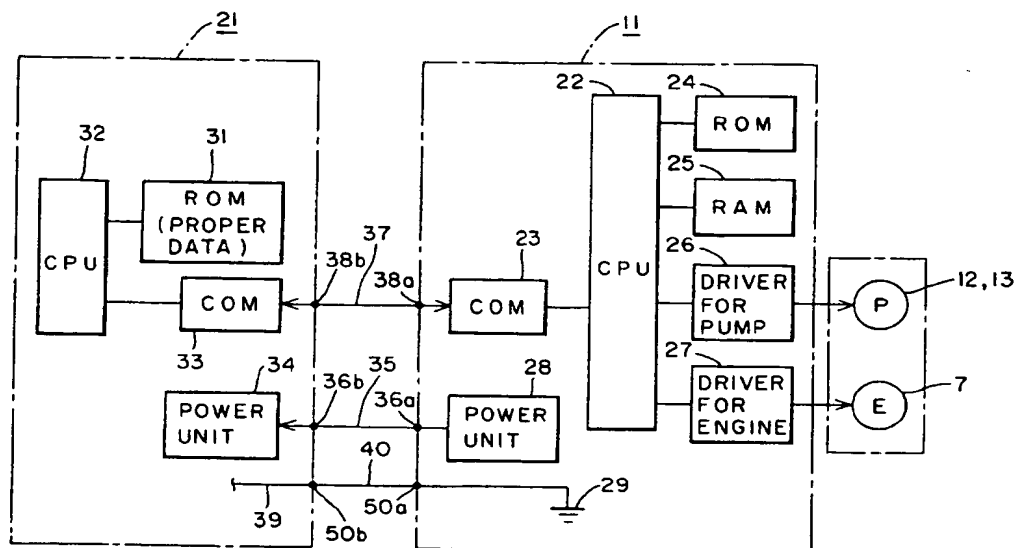 21
11
22
24
ROM
32
31
25
ROM
(PROPER
DATA)
RAM
37
23
26
CPU
38b
38a
CPU
DRIVER
FOR
PUMP
12,13
COM
COM
P
33
27
34
35
28
7
36b
36a
DRIVER
FOR
ENGINE
POWER
UNIT
POWER
UNIT
E
40
29
39
50b
50a